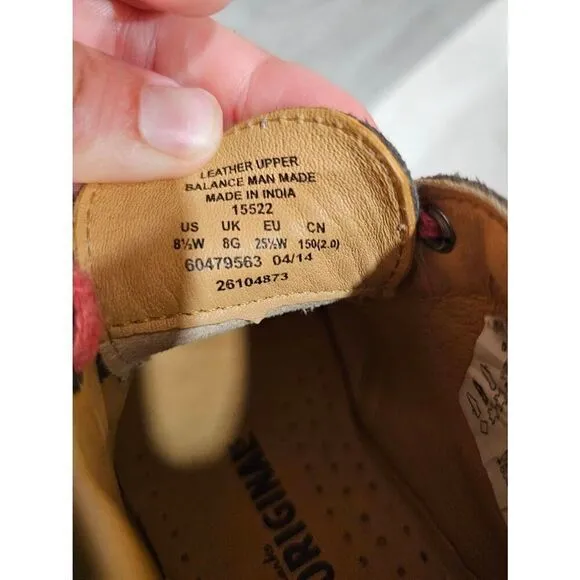 LEATHER UPPER
BALANCE MAN MADE
MADE IN INDIA
15522
US UK EU CN
8½W 8G 25½W 150(2.0)
60479563 04/14
26104873
ORIGINAL